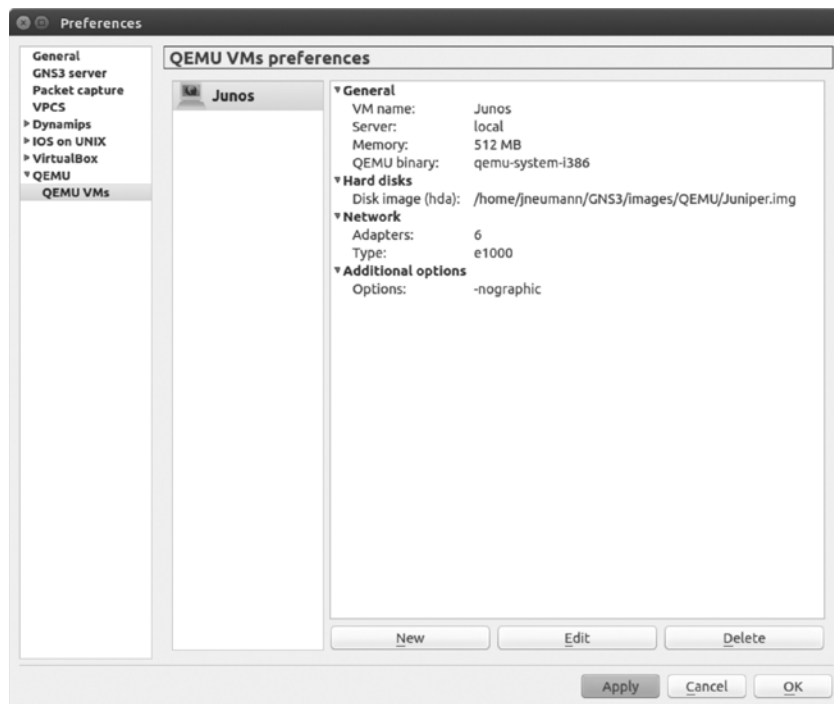 Preferences
General
GNS3 server
Packet capture
VPCS
Dynamips
IOS on UNIX
VirtualBox
QEMU
QEMU VMs
QEMU VMs preferences
Junos
General
VM name: Junos
Server: local
Memory: 512 MB
QEMU binary: qemu-system-i386
Hard disks
Disk image (hda): /home/jneumann/GNS3/images/QEMU/Juniper.img
Network
Adapters: 6
Type: e1000
Additional options
Options: -nographic
New Edit Delete
Apply Cancel OK